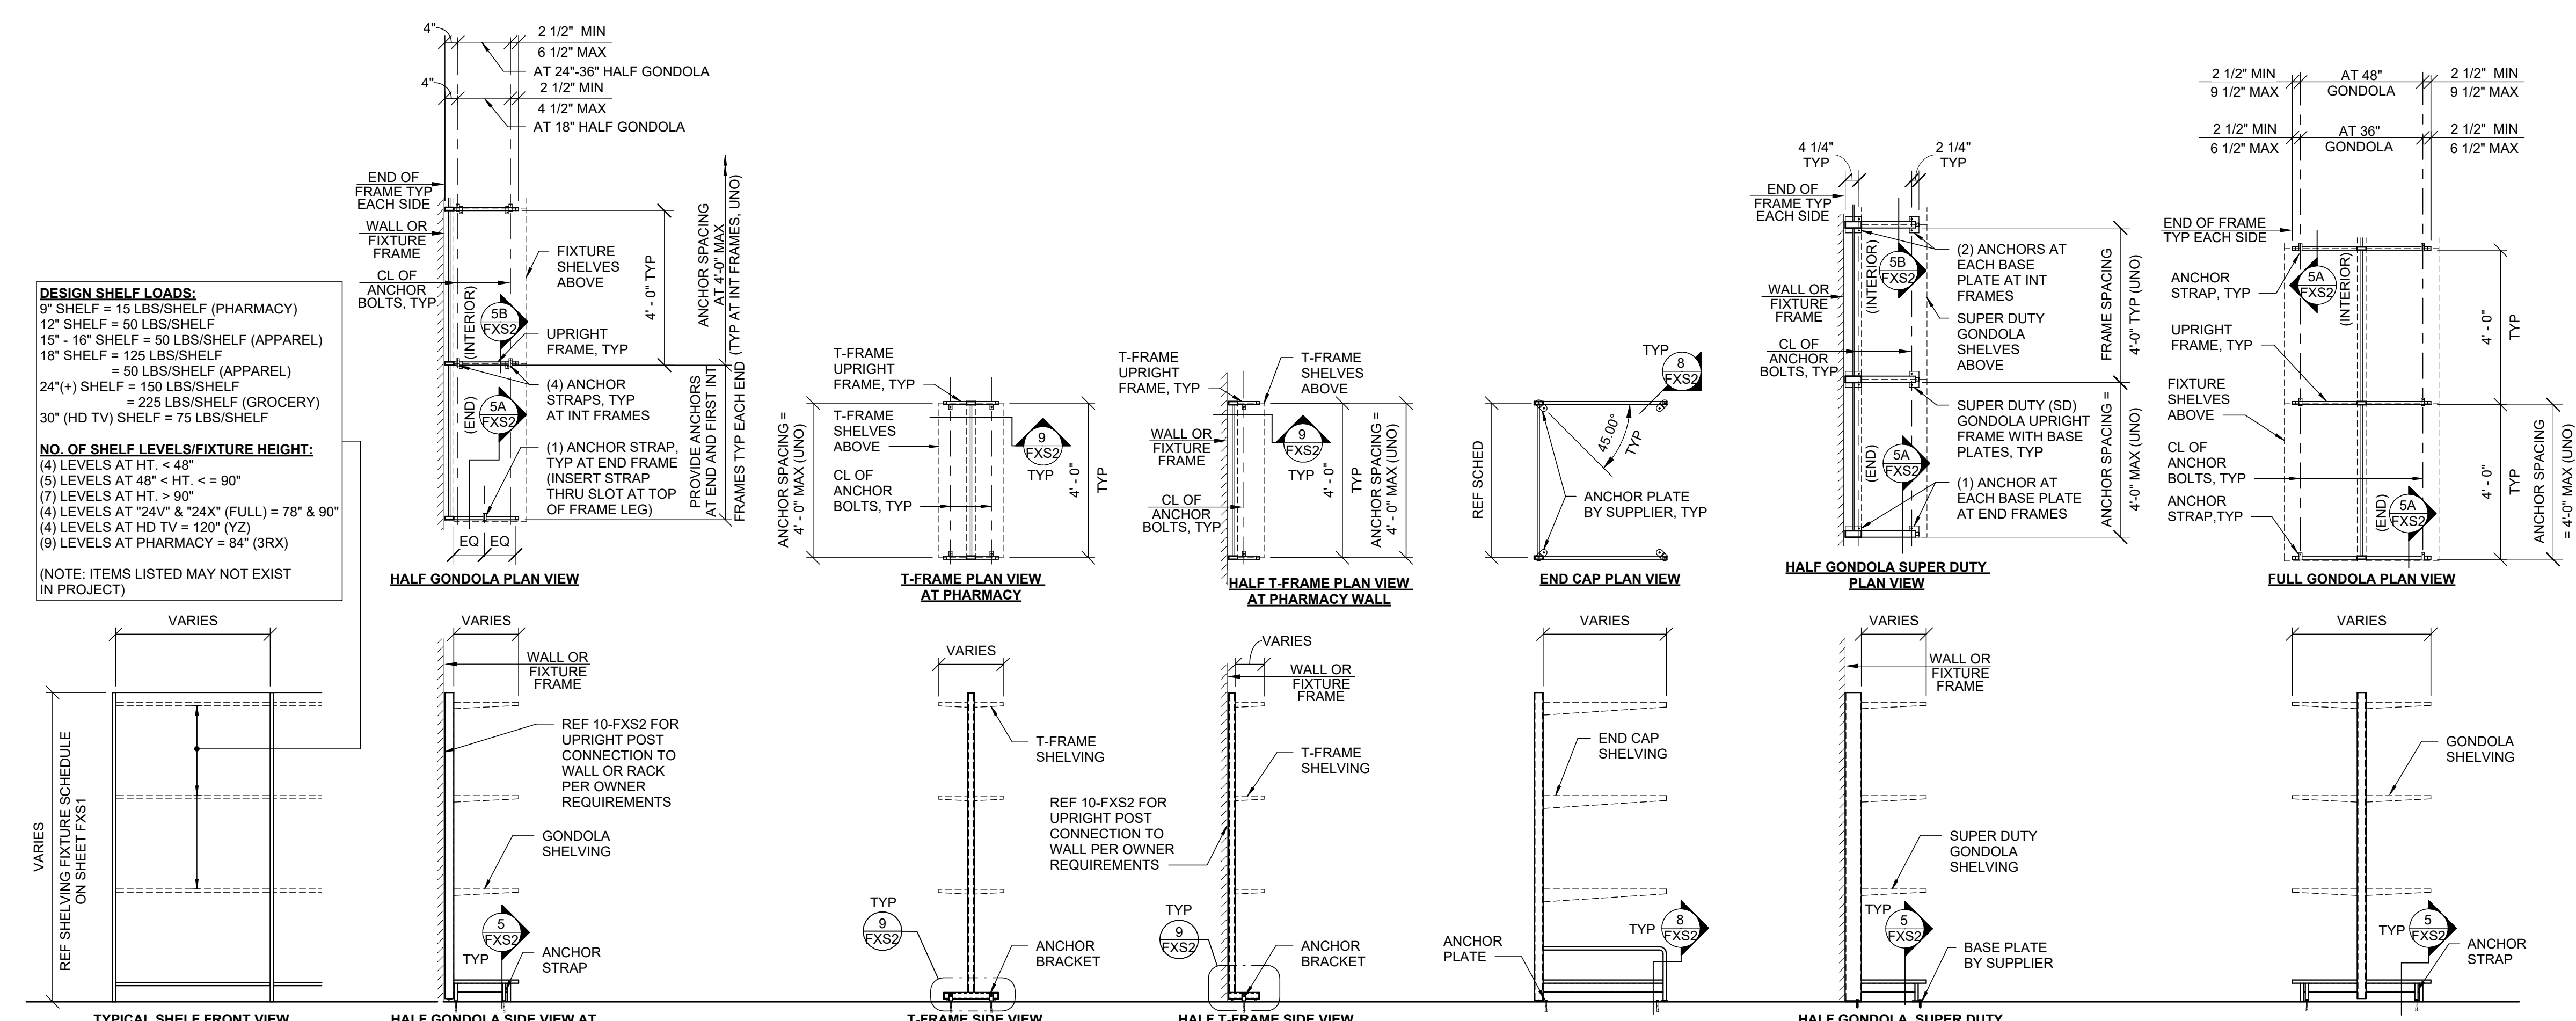 DESIGN SHELF LOADS:
9" SHELF = 15 LBS/SHELF (PHARMACY)
12" SHELF = 50 LBS/SHELF
15" - 16" SHELF = 50 LBS/SHELF (APPAREL)
18" SHELF = 125 LBS/SHELF
= 50 LBS/SHELF (APPAREL)
24"(+) SHELF = 150 LBS/SHELF
= 225 LBS/SHELF (GROCERY)
30" (HD TV) SHELF = 75 LBS/SHELF
NO. OF SHELF LEVELS/FIXTURE HEIGHT:
(4) LEVELS AT HT. < 48"
(5) LEVELS AT 48" < HT. < = 90"
(7) LEVELS AT HT. > 90"
(4) LEVELS AT "24V" & "24X" (FULL) = 78" & 90"
(4) LEVELS AT HD TV = 120" (YZ)
(9) LEVELS AT PHARMACY = 84" (3RX)
(NOTE: ITEMS LISTED MAY NOT EXIST
IN PROJECT)
4"
2 1/2" MIN
6 1/2" MAX
AT 24"-36" HALF GONDOLA
4"
2 1/2" MIN
4 1/2" MAX
AT 18" HALF GONDOLA
END OF
FRAME TYP
EACH SIDE
WALL OR
FIXTURE
FRAME
CL OF
ANCHOR
BOLTS, TYP
FIXTURE
SHELVES
ABOVE
(INTERIOR)
5B
FXS2
UPRIGHT
FRAME, TYP
4' - 0" TYP
ANCHOR SPACING
AT 4'-0" MAX
(TYP AT INT FRAMES, UNO)
(4) ANCHOR
STRAPS, TYP
AT INT FRAMES
(END)
5A
FXS2
(1) ANCHOR STRAP,
TYP AT END FRAME
(INSERT STRAP
THRU SLOT AT TOP
OF FRAME LEG)
PROVIDE ANCHORS
AT END AND FIRST INT
FRAMES TYP EACH END
EQ
EQ
HALF GONDOLA PLAN VIEW
T-FRAME
UPRIGHT
FRAME, TYP
T-FRAME
SHELVES
ABOVE
CL OF
ANCHOR
BOLTS, TYP
ANCHOR SPACING =
4' - 0" MAX (UNO)
9
FXS2
TYP
4' - 0"
TYP
T-FRAME PLAN VIEW
AT PHARMACY
T-FRAME
UPRIGHT
FRAME, TYP
T-FRAME
SHELVES
ABOVE
WALL OR
FIXTURE
FRAME
CL OF
ANCHOR
BOLTS, TYP
9
FXS2
TYP
4' - 0"
TYP
ANCHOR SPACING =
4' - 0" MAX (UNO)
HALF T-FRAME PLAN VIEW
AT PHARMACY WALL
TYP
8
FXS2
REF SCHED
45.00°
TYP
ANCHOR PLATE
BY SUPPLIER, TYP
END CAP PLAN VIEW
4 1/4"
TYP
2 1/4"
TYP
END OF
FRAME TYP
EACH SIDE
WALL OR
FIXTURE
FRAME
CL OF
ANCHOR
BOLTS, TYP
(INTERIOR)
5B
FXS2
(2) ANCHORS AT
EACH BASE
PLATE AT INT
FRAMES
SUPER DUTY
GONDOLA
SHELVES
ABOVE
FRAME SPACING
4'-0" TYP (UNO)
SUPER DUTY (SD)
GONDOLA UPRIGHT
FRAME WITH BASE
PLATES, TYP
(END)
5A
FXS2
(1) ANCHOR AT
EACH BASE PLATE
AT END FRAMES
ANCHOR SPACING =
4'-0" MAX (UNO)
HALF GONDOLA SUPER DUTY
PLAN VIEW
2 1/2" MIN
9 1/2" MAX
AT 48"
GONDOLA
2 1/2" MIN
9 1/2" MAX
2 1/2" MIN
6 1/2" MAX
AT 36"
GONDOLA
2 1/2" MIN
6 1/2" MAX
END OF FRAME
TYP EACH SIDE
ANCHOR
STRAP, TYP
5A
FXS2
(INTERIOR)
UPRIGHT
FRAME, TYP
FIXTURE
SHELVES
ABOVE
CL OF
ANCHOR
BOLTS, TYP
ANCHOR
STRAP,TYP
(END)
5A
FXS2
4' - 0"
TYP
4' - 0"
TYP
ANCHOR SPACING
= 4'-0" MAX (UNO)
FULL GONDOLA PLAN VIEW
VARIES
VARIES
REF SHELVING FIXTURE SCHEDULE
ON SHEET FXS1
TYPICAL SHELF FRONT VIEW
VARIES
WALL OR
FIXTURE
FRAME
REF 10-FXS2 FOR
UPRIGHT POST
CONNECTION TO
WALL OR RACK
PER OWNER
REQUIREMENTS
GONDOLA
SHELVING
5
FXS2
TYP
ANCHOR
STRAP
HALF GONDOLA SIDE VIEW AT
VARIES
T-FRAME
SHELVING
TYP
9
FXS2
ANCHOR
BRACKET
T-FRAME SIDE VIEW
VARIES
WALL OR
FIXTURE
FRAME
T-FRAME
SHELVING
REF 10-FXS2 FOR
UPRIGHT POST
CONNECTION TO
WALL PER OWNER
REQUIREMENTS
TYP
9
FXS2
ANCHOR
BRACKET
HALF T-FRAME SIDE VIEW
VARIES
END CAP
SHELVING
ANCHOR
PLATE
TYP
8
FXS2
VARIES
WALL OR
FIXTURE
FRAME
SUPER DUTY
GONDOLA
SHELVING
TYP
5
FXS2
BASE PLATE
BY SUPPLIER
HALF GONDOLA SUPER DUTY
VARIES
GONDOLA
SHELVING
TYP
5
FXS2
ANCHOR
STRAP